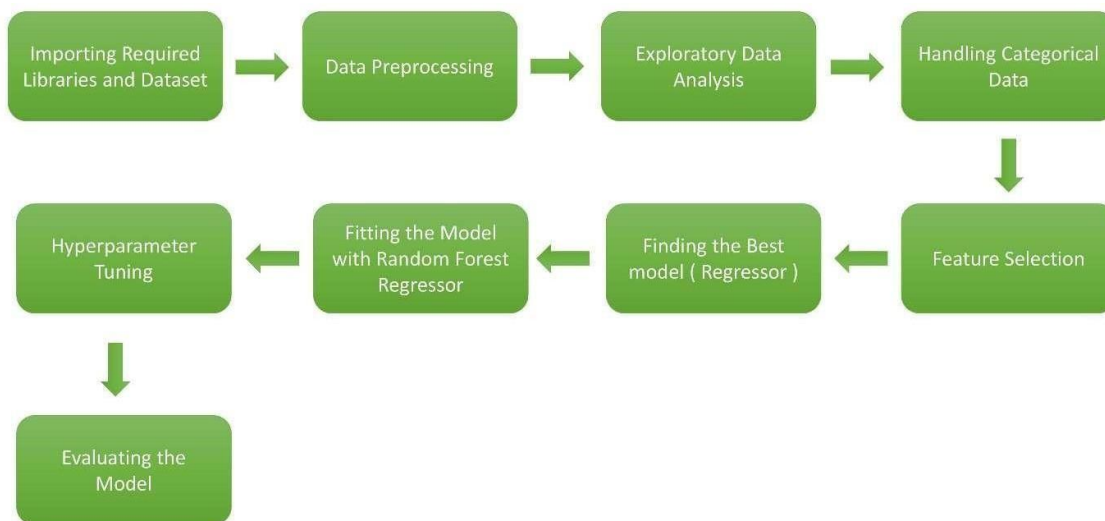 Importing Required
Libraries and Dataset
Data Preprocessing
Exploratory Data
Analysis
Handling Categorical
Data
Feature Selection
Finding the Best
model ( Regressor )
Fitting the Model
with Random Forest
Regressor
Hyperparameter
Tuning
Evaluating the
Model